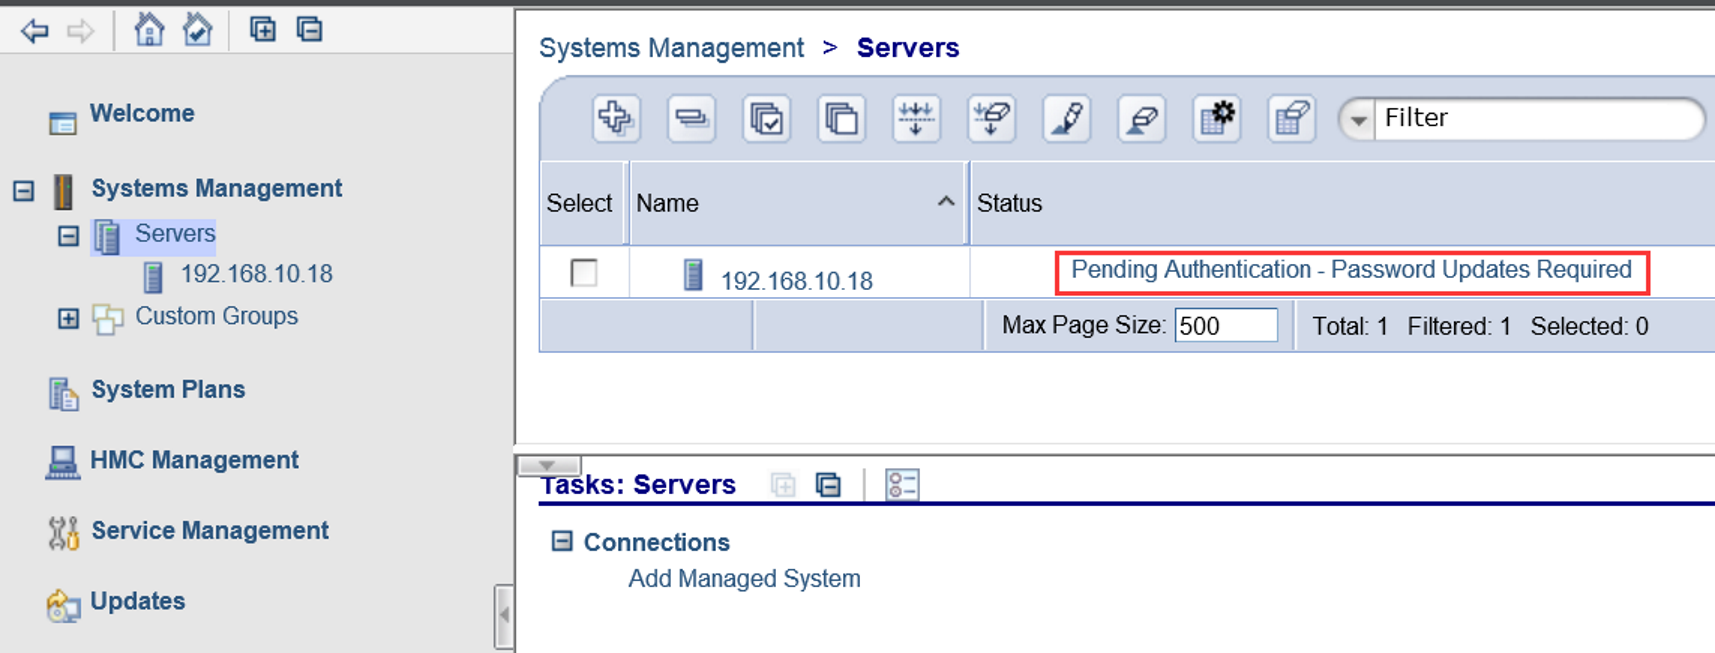 Welcome
Systems Management
Servers
192.168.10.18
Custom Groups
System Plans
HMC Management
Service Management
Updates
Systems Management > Servers
Filter
Select Name Status
192.168.10.18 Pending Authentication - Password Updates Required
Max Page Size: 500 Total: 1 Filtered: 1 Selected: 0
Tasks: Servers
Connections
Add Managed System